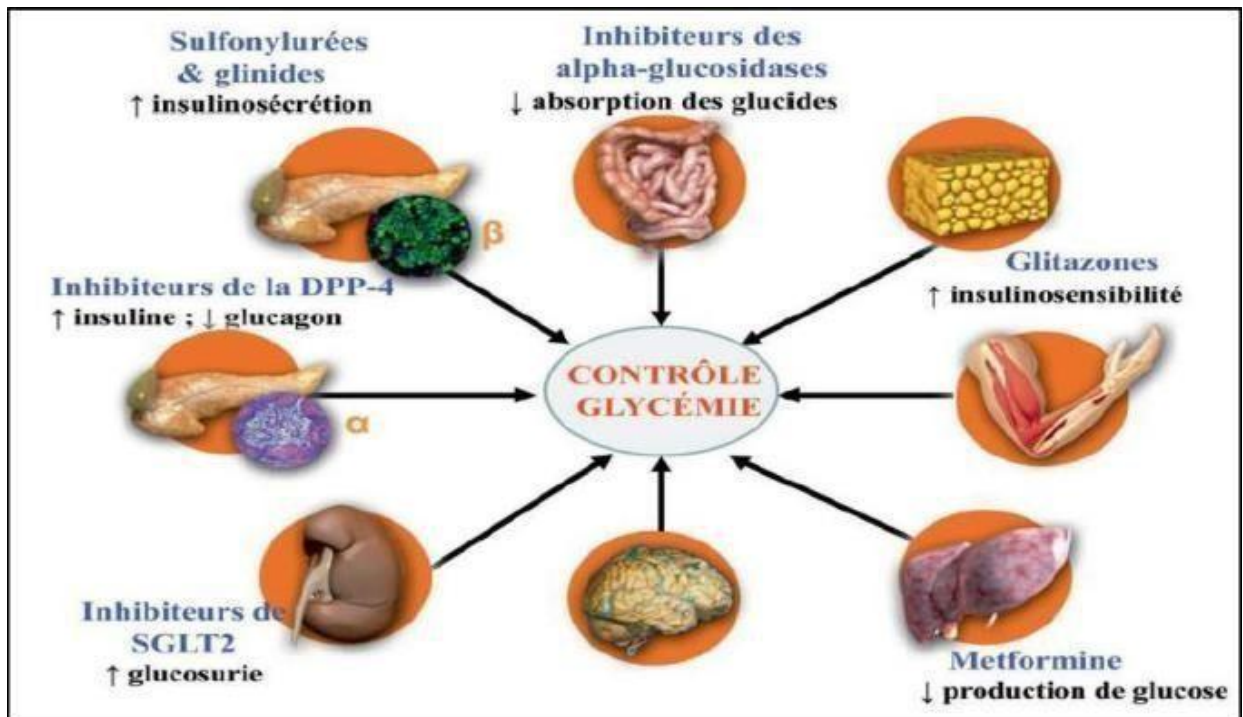 Sulfonylurées
& glinides
↑ insulinosécrétion
Inhibiteurs des
alpha-glucosidases
↓ absorption des glucides
β
Inhibiteurs de la DPP-4
↑ insuline ; ↓ glucagon
α
Glitazones
↑ insulinosensibilité
CONTRÔLE
GLYCÉMIE
Inhibiteurs de
SGLT2
↑ glucosurie
Metformine
↓ production de glucose